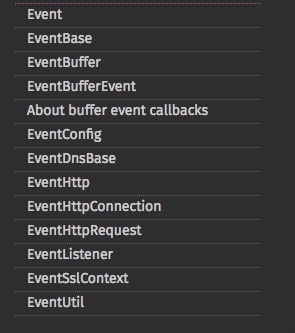 Event
EventBase
EventBuffer
EventBufferEvent
About buffer event callbacks
EventConfig
EventDnsBase
EventHttp
EventHttpConnection
EventHttpRequest
EventListener
EventSslContext
EventUtil